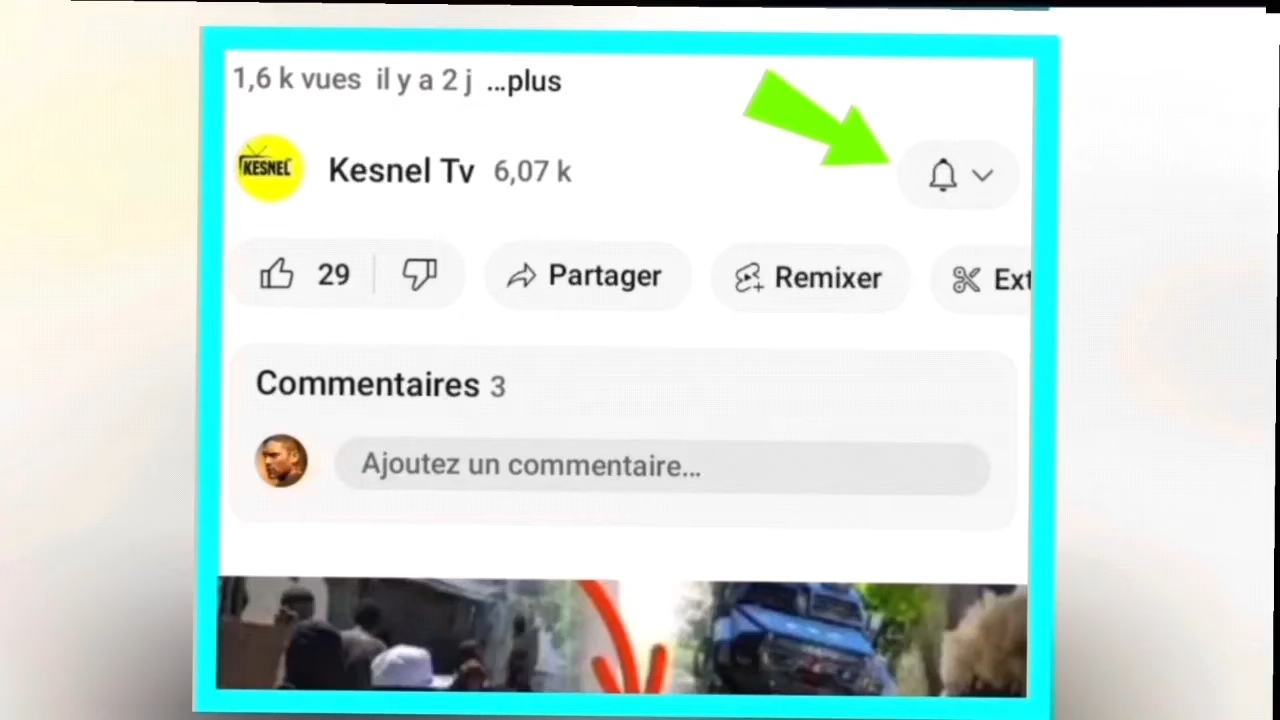 1,6 k vues il y a 2 j ...plus
KESNEL
Kesnel Tv 6,07 k
29 Partager Remixer Ext
Commentaires 3
Ajoutez un commentaire...